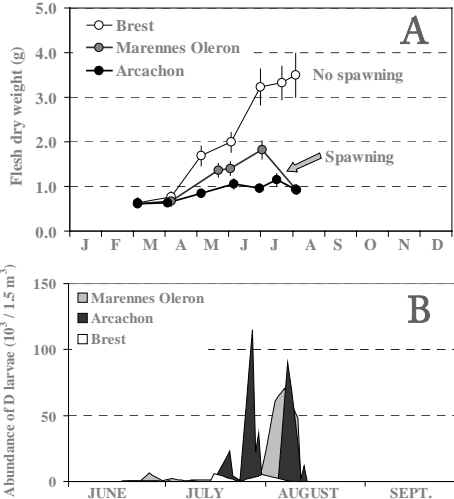 5.0
A
Brest
4.0
Marennes Oleron
Arcachon
No spawning
3.0
Flesh dry weight (g)
2.0
Spawning
1.0
0.0
J F M A M J J A S O N D
150
Marennes Oleron
B
Arcachon
Brest
100
Abundance of D larvae (10³ / 1.5 m³)
50
0
JUNE JULY AUGUST SEPT.